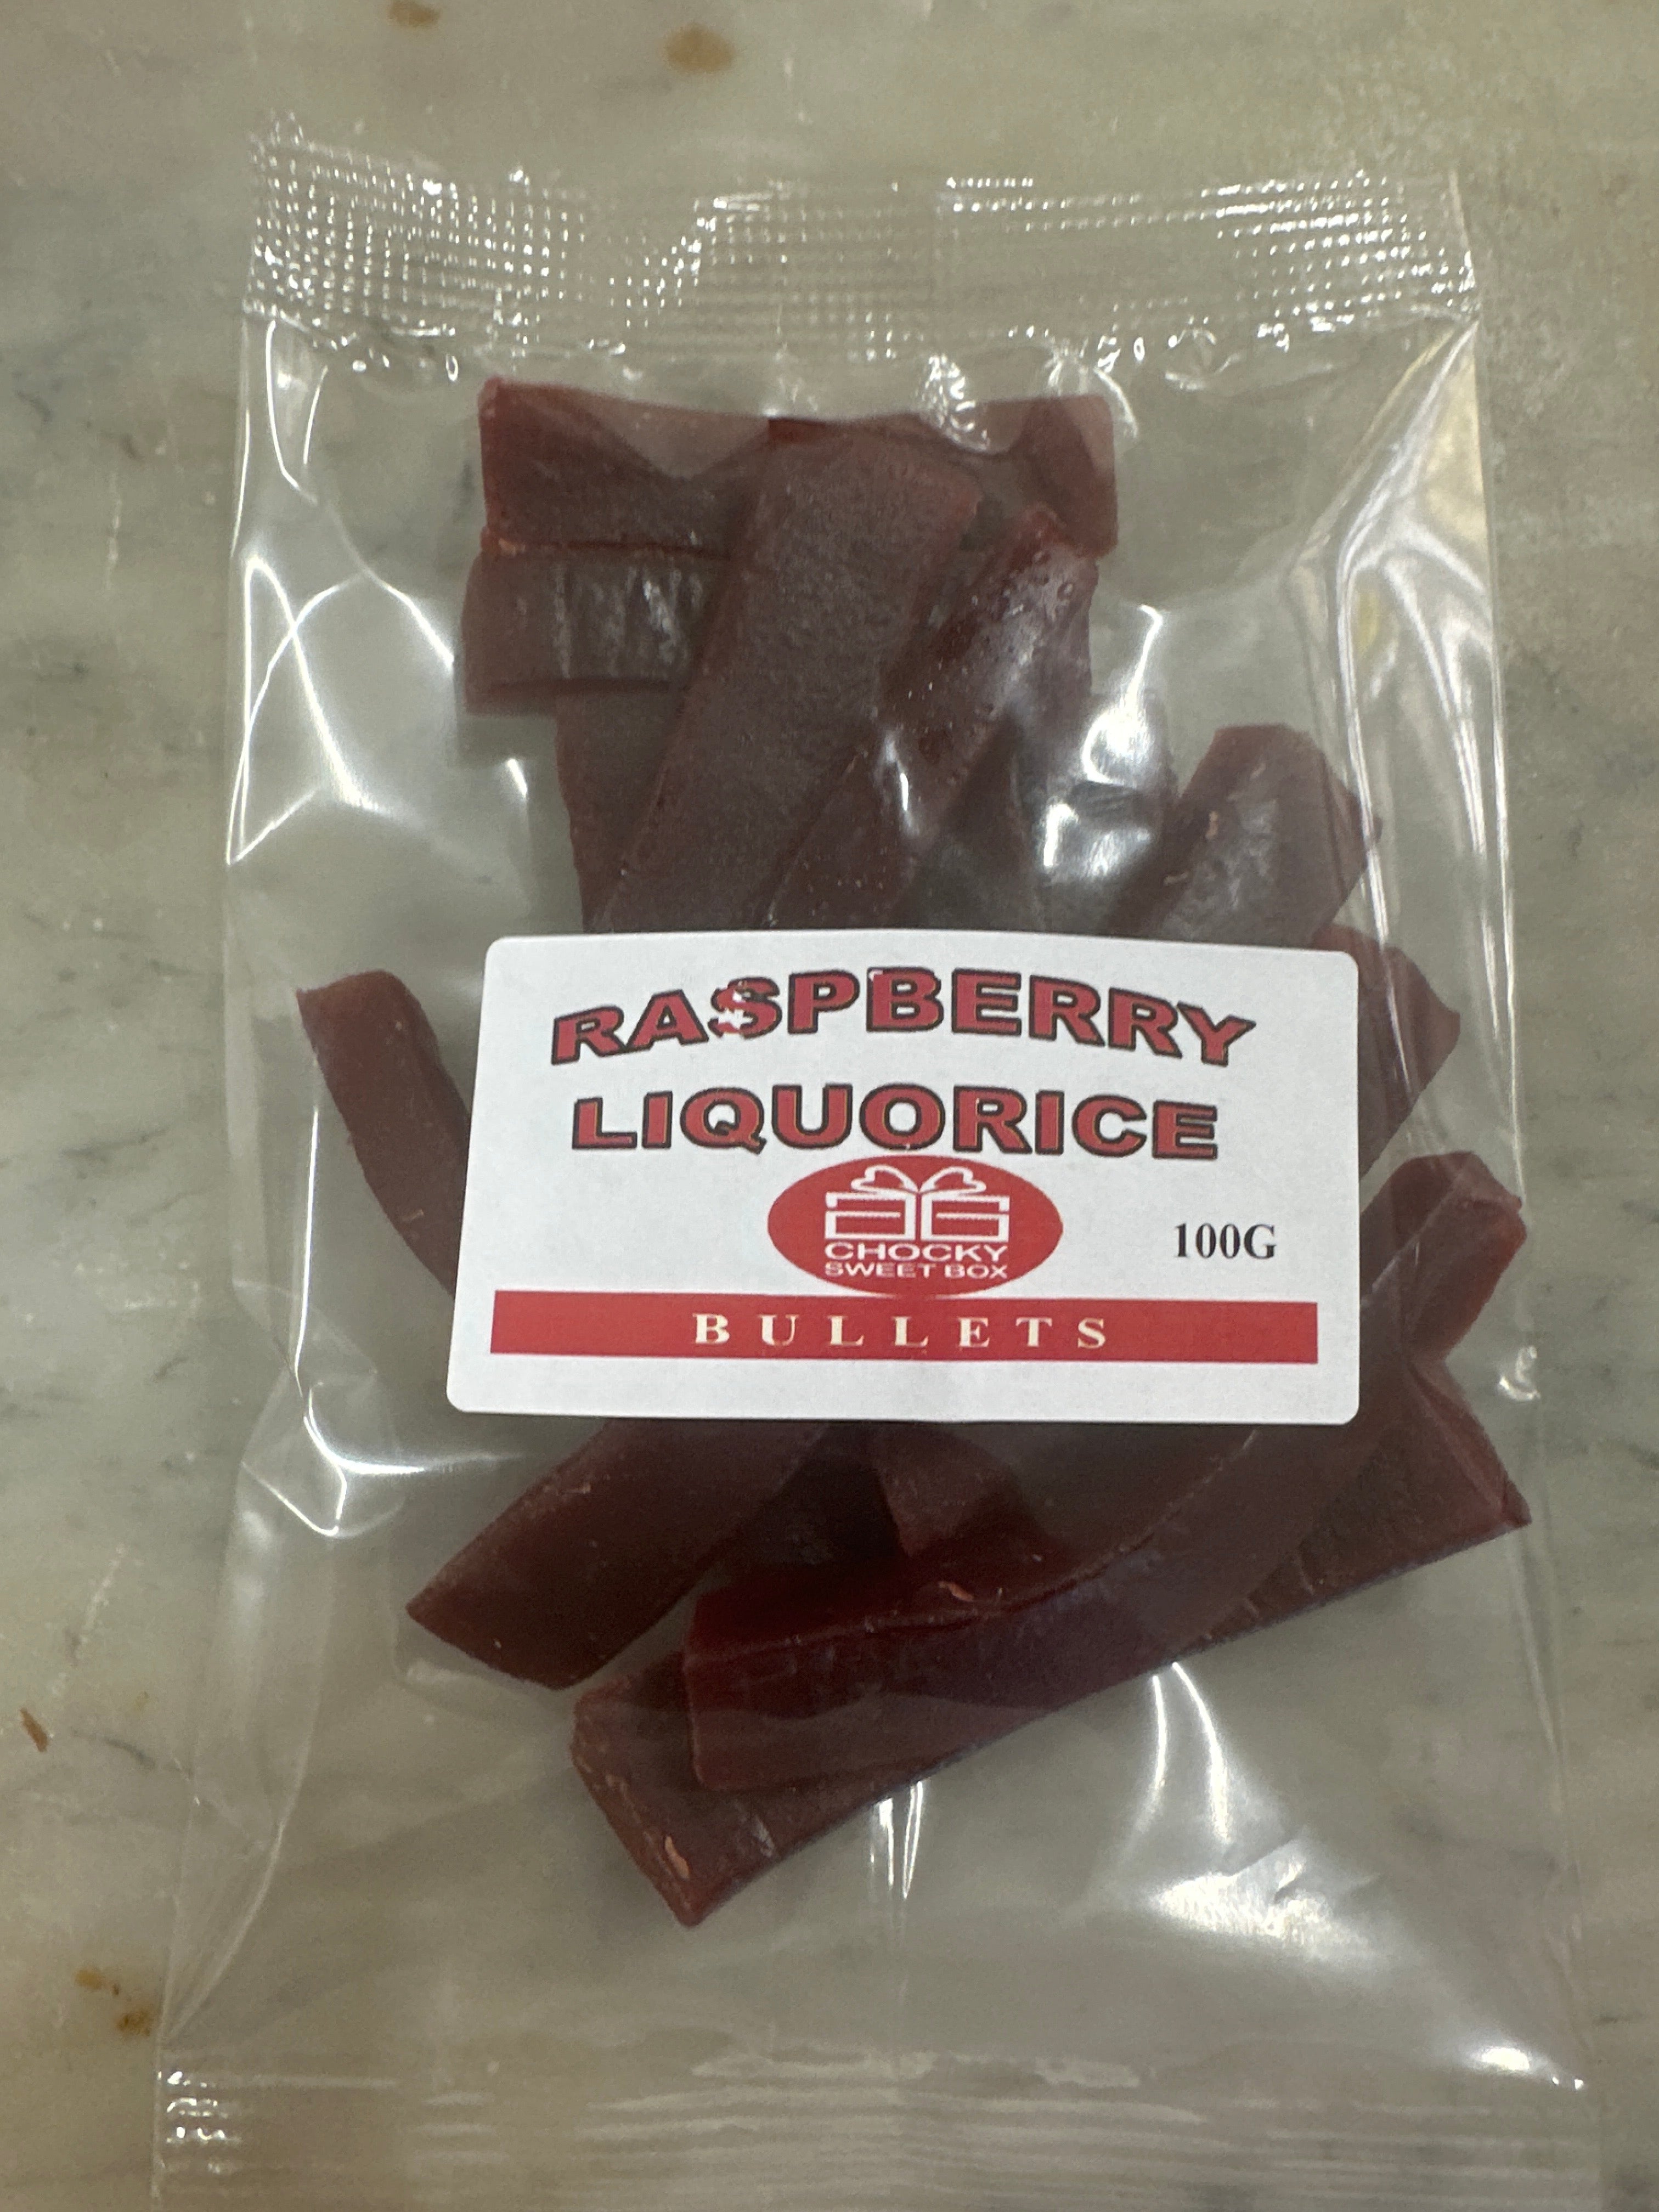 RASPBERRY
LIQUORICE
CHOCKY
SWEET BOX
100G
BULLETS